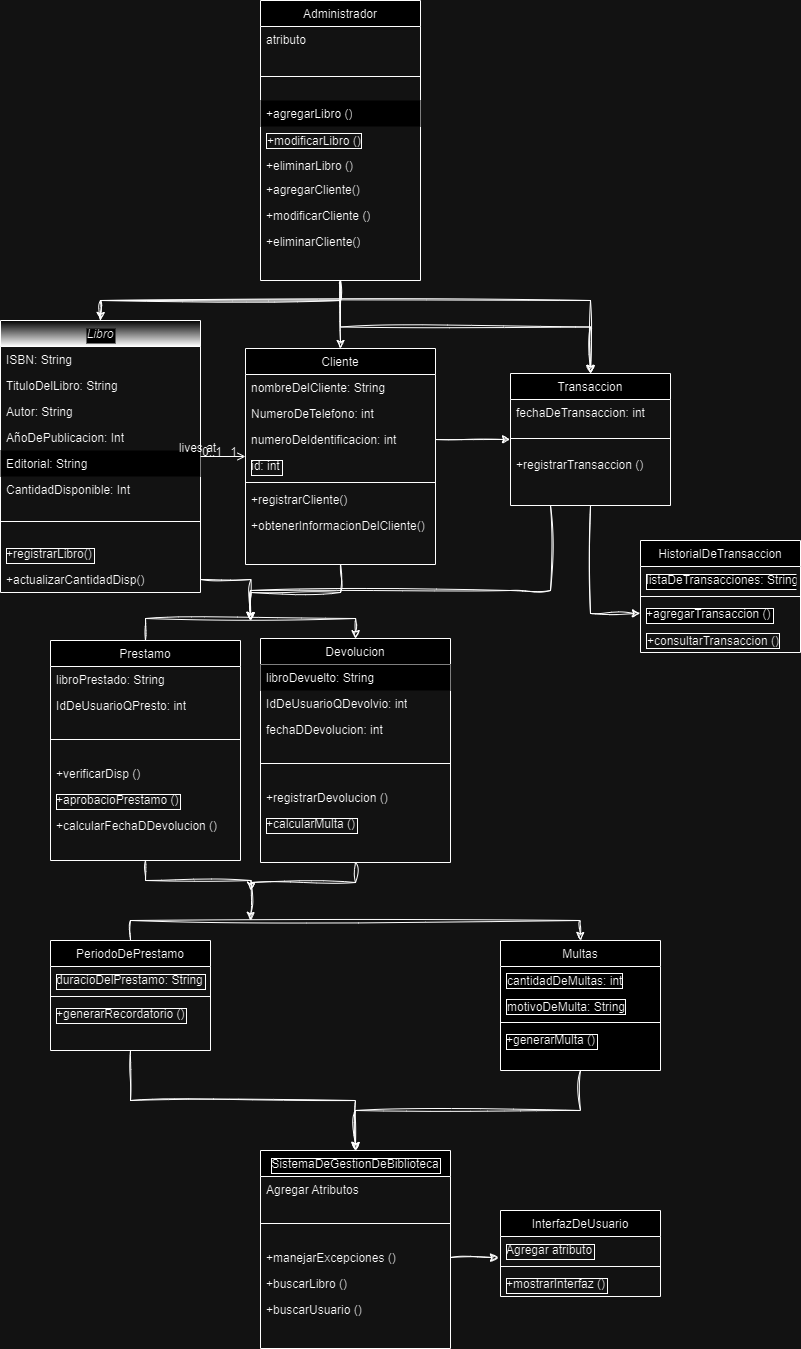 Administrador
atributo
+agregarLibro ()
+modificarLibro ()
+eliminarLibro ()
+agregarCliente()
+modificarCliente ()
+eliminarCliente()
Libro
ISBN: String
TituloDelLibro: String
Autor: String
AñoDePublicacion: Int
Editorial: String
CantidadDisponible: Int
+registrarLibro()
+actualizarCantidadDisp()
lives at
0..1 1
Cliente
nombreDelCliente: String
NumeroDeTelefono: int
numeroDeIdentificacion: int
id: int
+registrarCliente()
+obtenerInformacionDelCliente()
Transaccion
fechaDeTransaccion: int
+registrarTransaccion ()
HistorialDeTransaccion
listaDeTransacciones: String
+agregarTransaccion ()
+consultarTransaccion ()
Prestamo
libroPrestado: String
IdDeUsuarioQPresto: int
+verificarDisp ()
+aprobacioPrestamo ()
+calcularFechaDDevolucion ()
Devolucion
libroDevuelto: String
IdDeUsuarioQDevolvio: int
fechaDDevolucion: int
+registrarDevolucion ()
+calcularMulta ()
PeriodoDePrestamo
duracioDelPrestamo: String
+generarRecordatorio ()
Multas
cantidadDeMultas: int
motivoDeMulta: String
+generarMulta ()
SistemaDeGestionDeBiblioteca
Agregar Atributos
+manejarExcepciones ()
+buscarLibro ()
+buscarUsuario ()
InterfazDeUsuario
Agregar atributo
+mostrarInterfaz ()